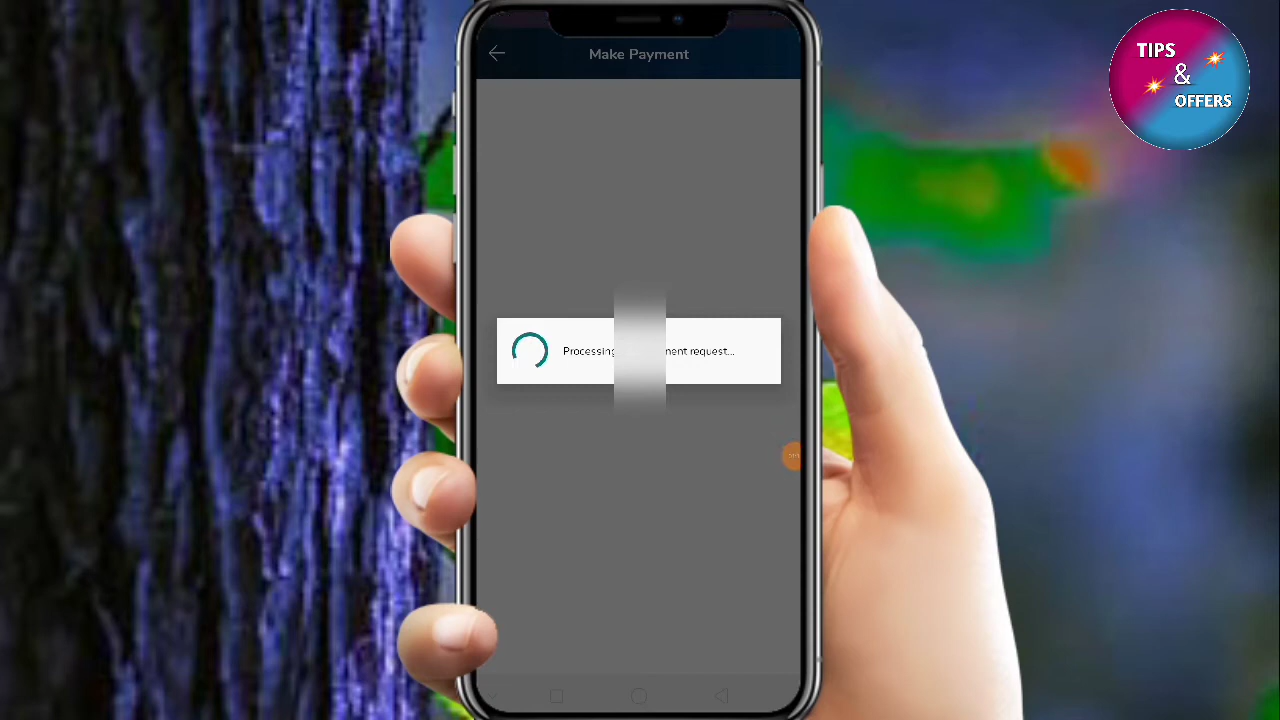 Make Payment
TIPS
&
OFFERS
Processing ment request...